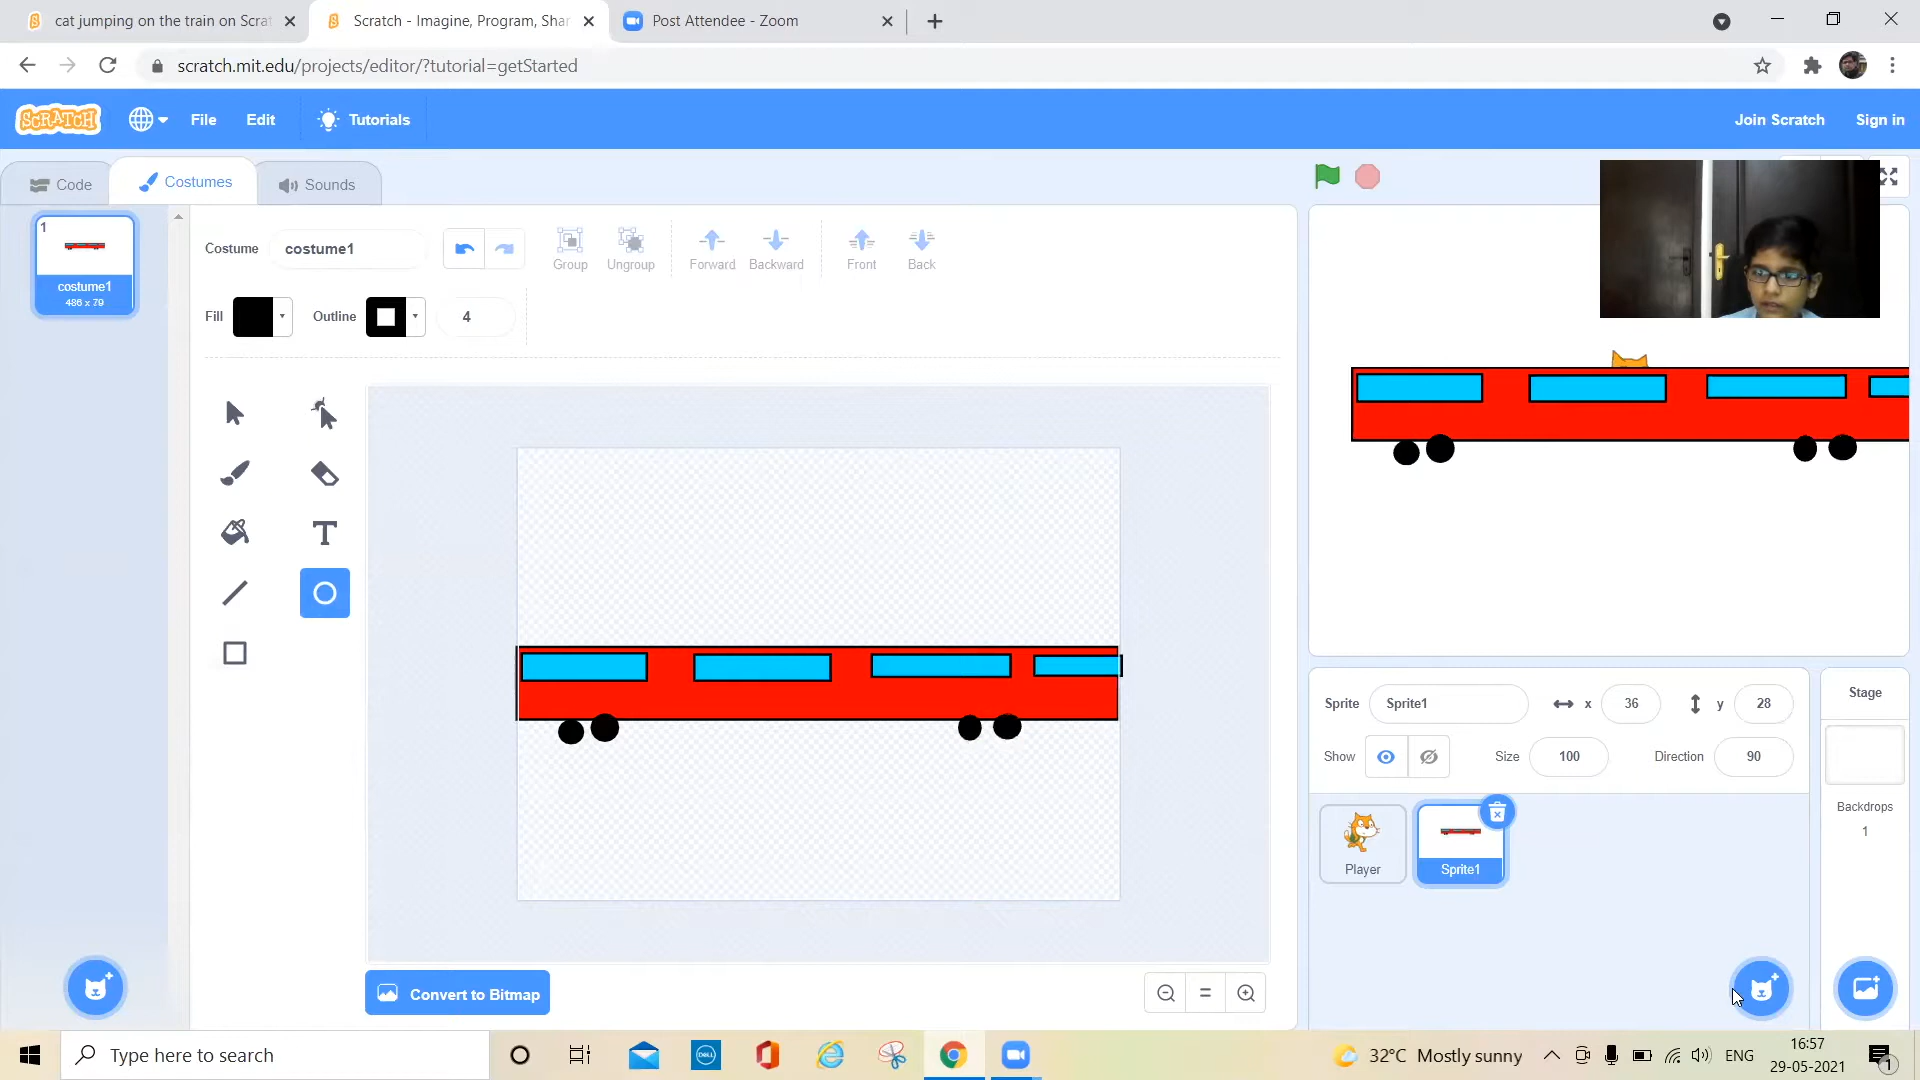 cat jumping on the train on Scrat
Scratch - Imagine, Program, Shar
Post Attendee - Zoom
scratch.mit.edu/projects/editor/?tutorial=getStarted
SCRATCH
File
Edit
Tutorials
Join Scratch
Sign in
Code
Costumes
Sounds
1
costume1
486 x 79
Costume
costume1
Group
Ungroup
Forward
Backward
Front
Back
Fill
Outline
4
T
Convert to Bitmap
Sprite
Sprite1
x
36
y
28
Show
Size
100
Direction
90
Player
Sprite1
Stage
Backdrops
1
Type here to search
DELL
32°C Mostly sunny
ENG
16:57
29-05-2021
1